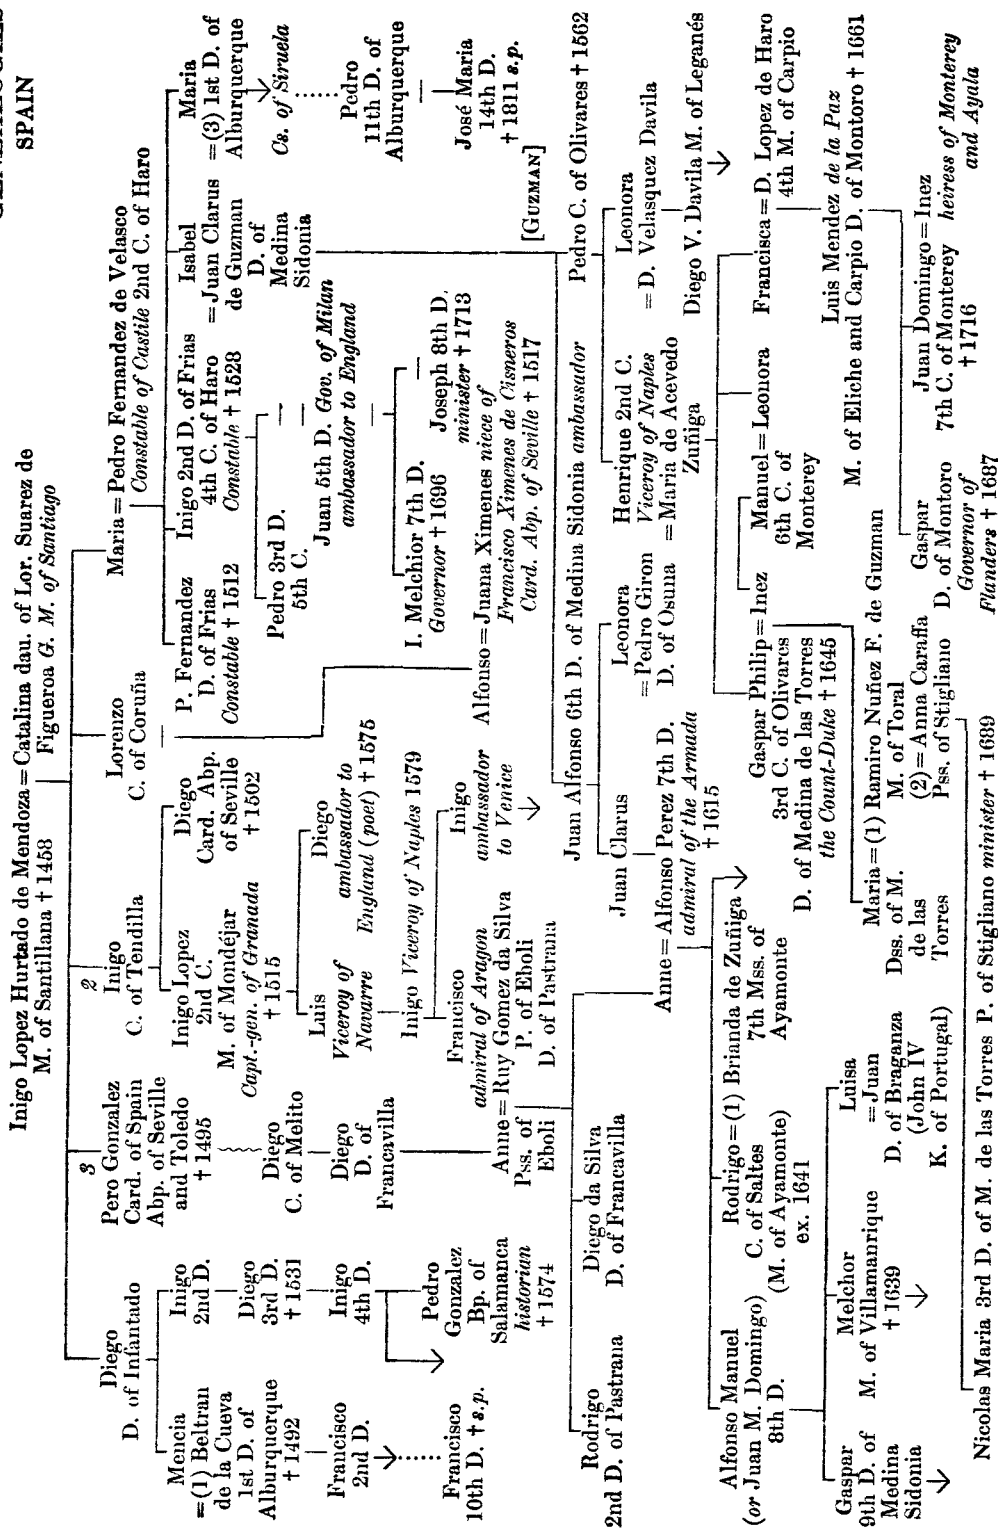 SPAIN
Inigo Lopez Hurtado de Mendoza = Catalina dau. of Lor. Suarez de
M. of Santillana † 1458
Figueroa G. M. of Santiago
Diego
D. of Infantado
3
Pero Gonzalez
Card. of Spain
Abp. of Seville
and Toledo
† 1495
2
Inigo
C. of Tendilla
Lorenzo
C. of Coruña
Maria = Pedro Fernandez de Velasco
Constable of Castile 2nd C. of Haro
Mencia
= (1) Beltran
de la Cueva
1st D. of
Alburquerque
† 1492
Inigo
2nd D.
Diego
3rd D.
† 1531
Inigo
4th D.
Francisco
2nd D.
Francisco
10th D. † s.p.
Pedro
Gonzalez
Bp. of
Salamanca
historian
† 1574
Diego
C. of Melito
Diego
D. of
Francavilla
Inigo Lopez
2nd C.
M. of Mondéjar
Capt.-gen. of Granada
† 1515
Diego
Card. Abp.
of Seville
† 1502
Luis
Viceroy of
Navarre
Diego
ambassador to
England (poet) † 1575
Inigo Viceroy of Naples 1579
Francisco
admiral of Aragon
Inigo
ambassador
to Venice
P. Fernandez
D. of Frias
Constable † 1512
Inigo 2nd D. of Frias
4th C. of Haro
Constable † 1528
Isabel
= Juan Clarus
de Guzman
D. of
Medina
Sidonia
Maria
= (3) 1st D. of
Alburquerque
Cs. of Siruela
Pedro
11th D. of
Alburquerque
José Maria
14th D.
† 1811 s.p.
Pedro 3rd D.
5th C.
Juan 5th D. Gov. of Milan
ambassador to England
I. Melchior 7th D.
Governor † 1696
Joseph 8th D.
minister † 1713
Alfonso = Juana Ximenes niece of
Francisco Ximenes de Cisneros
Card. Abp. of Seville † 1517
Anne = Ruy Gomez da Silva
Pss. of
Eboli
P. of Eboli
D. of Pastrana
[GUZMAN]
Rodrigo
2nd D. of Pastrana
Diego da Silva
D. of Francavilla
Juan Alfonso 6th D. of Medina Sidonia ambassador
Pedro C. of Olivares † 1562
Juan Clarus
Leonora
= Pedro Giron
D. of Osuna
Henrique 2nd C.
Viceroy of Naples
= Maria de Acevedo
Zuñiga
Leonora
= D. Velasquez Davila
Diego V. Davila M. of Leganés
Anne = Alfonso Perez 7th D.
admiral of the Armada
† 1615
Alfonso Manuel
(or Juan M. Domingo)
8th D.
Rodrigo = (1) Brianda de Zuñiga
C. of Saltes
(M. of Ayamonte)
ex. 1641
7th Mss. of
Ayamonte
Gaspar Philip = Inez
3rd C. of Olivares
D. of Medina de las Torres
the Count-Duke † 1645
Manuel = Leonora
6th C. of
Monterey
Francisca = D. Lopez de Haro
4th M. of Carpio
Luis Mendez de la Paz
M. of Eliche and Carpio D. of Montoro † 1661
Gaspar
9th D. of
Medina
Sidonia
Melchor
M. of Villamanrique
† 1639
Luisa
= Juan
D. of Braganza
(John IV
K. of Portugal)
Maria = (1) Ramiro Nuñez F. de Guzman
Dss. of M.
de las
Torres
M. of Toral
(2) = Anna Caraffa
Pss. of Stigliano
Gaspar
D. of Montoro
Governor of
Flanders † 1687
Juan Domingo = Inez
7th C. of Monterey
† 1716
heiress of Monterey
and Ayala
Nicolas Maria 3rd D. of M. de las Torres P. of Stigliano minister † 1689